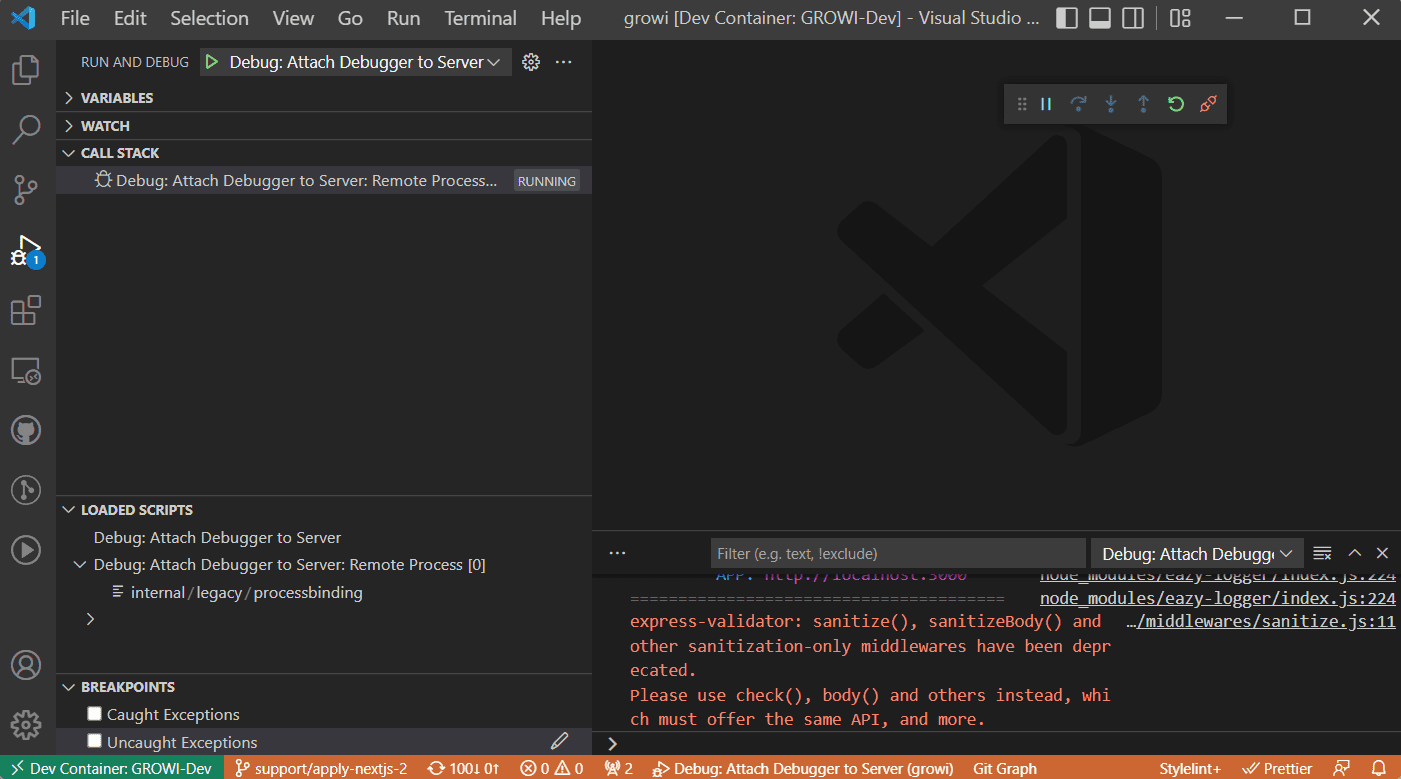 File Edit Selection View Go Run Terminal Help growi [Dev Container: GROWI-Dev] - Visual Studio ...
RUN AND DEBUG Debug: Attach Debugger to Server ...
VARIABLES
WATCH
CALL STACK
Debug: Attach Debugger to Server: Remote Process... RUNNING
1
LOADED SCRIPTS
Debug: Attach Debugger to Server
Debug: Attach Debugger to Server: Remote Process [0]
internal/legacy/processbinding
BREAKPOINTS
Caught Exceptions
Uncaught Exceptions
... Filter (e.g. text, !exclude) Debug: Attach Debugge
APP: http://localhost:3000 node_modules/eazy-logger/index.js:224
======================================= node_modules/eazy-logger/index.js:224
express-validator: sanitize(), sanitizeBody() and …/middlewares/sanitize.js:11
other sanitization-only middlewares have been depr
ecated.
Please use check(), body() and others instead, whi
ch must offer the same API, and more.
>
Dev Container: GROWI-Dev support/apply-nextjs-2 100↓ 0↑ 0 0 2 Debug: Attach Debugger to Server (growi) Git Graph Stylelint+ Prettier